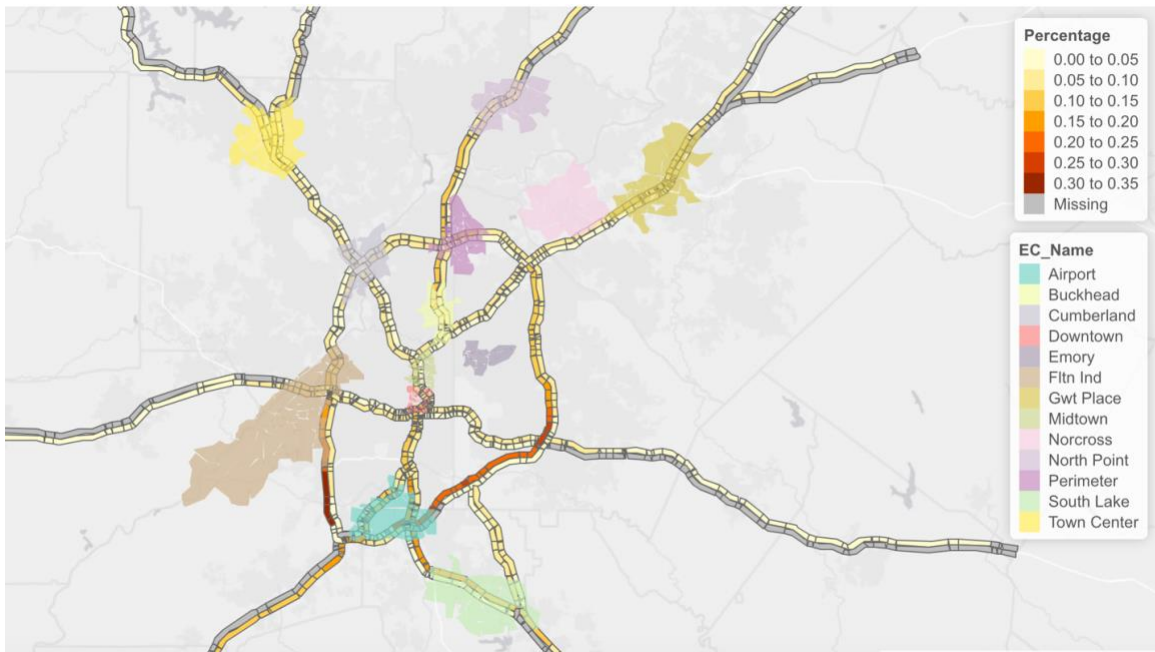 Percentage
0.00 to 0.05
0.05 to 0.10
0.10 to 0.15
0.15 to 0.20
0.20 to 0.25
0.25 to 0.30
0.30 to 0.35
Missing
EC_Name
Airport
Buckhead
Cumberland
Downtown
Emory
Fltn Ind
Gwt Place
Midtown
Norcross
North Point
Perimeter
South Lake
Town Center